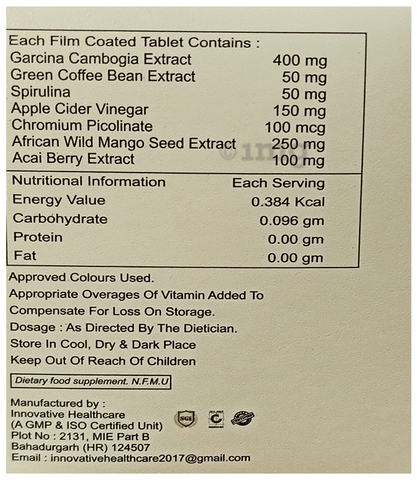 Each Film Coated Tablet Contains :
Garcina Cambogia Extract 400 mg
Green Coffee Bean Extract 50 mg
Spirulina 50 mg
Apple Cider Vinegar 150 mg
Chromium Picolinate 100 mcg
African Wild Mango Seed Extract 250 mg
Acai Berry Extract 100 mg
Nutritional Information Each Serving
Energy Value 0.384 Kcal
Carbohydrate 0.096 gm
Protein 0.00 gm
Fat 0.00 gm
Approved Colours Used.
Appropriate Overages Of Vitamin Added To
Compensate For Loss On Storage.
Dosage : As Directed By The Dietician.
Store In Cool, Dry & Dark Place
Keep Out Of Reach Of Children
Dietary food supplement. N.F.M.U
Manufactured by :
Innovative Healthcare
(A GMP & ISO Certified Unit)
Plot No : 2131, MIE Part B
Bahadurgarh (HR) 124507
Email : innovativehealthcare2017@gmail.com